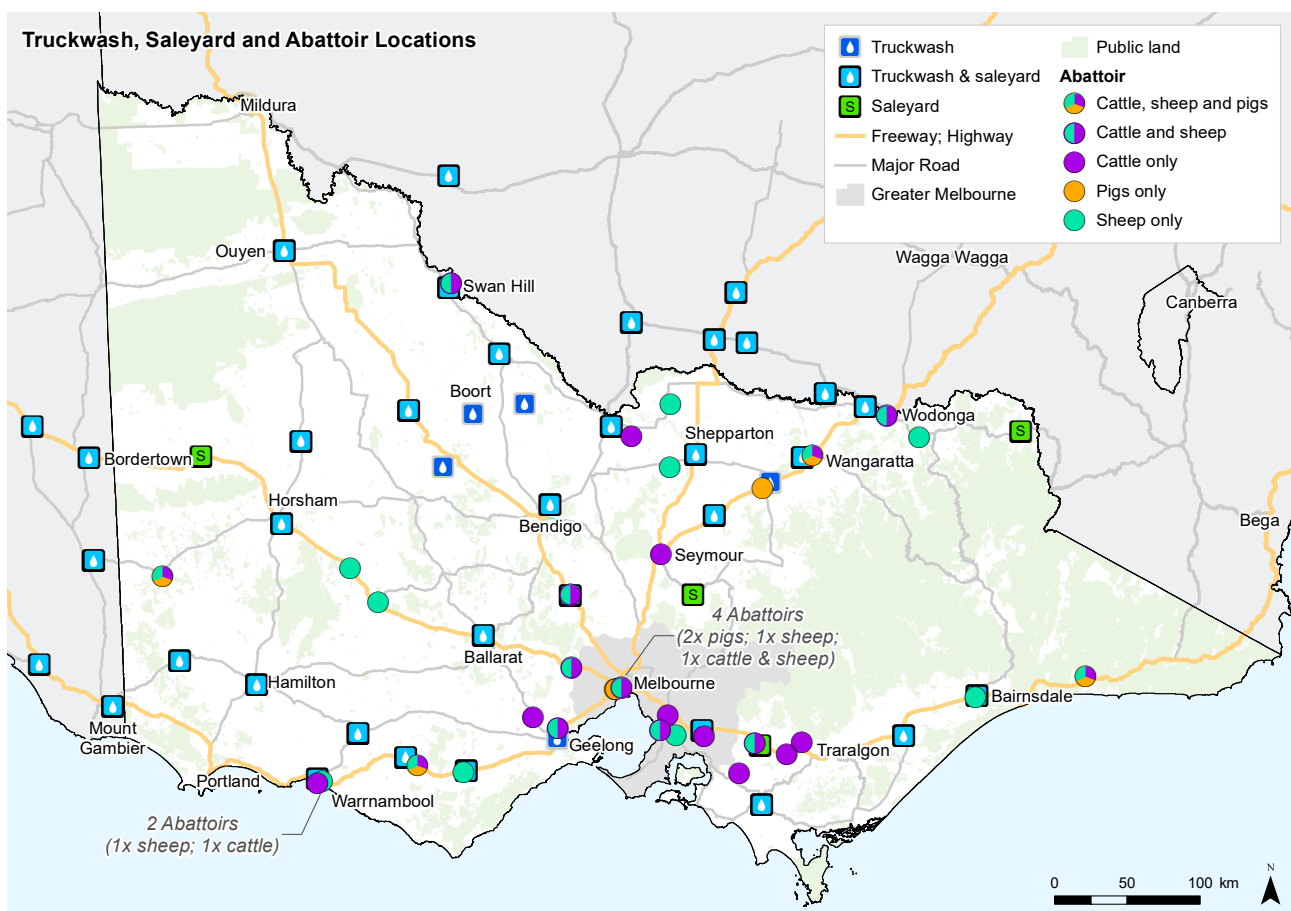 Truckwash, Saleyard and Abattoir Locations
Truckwash
Truckwash & saleyard
S
Saleyard
Freeway; Highway
Major Road
Greater Melbourne
Public land
Abattoir
Cattle, sheep and pigs
Cattle and sheep
Cattle only
Pigs only
Sheep only
Mildura
Ouyen
Wagga Wagga
Swan Hill
Canberra
Boort
Wodonga
Shepparton
S
Bordertown
S
Wangaratta
Horsham
Bendigo
Bega
Seymour
S
4 Abattoirs
(2x pigs; 1x sheep;
1x cattle & sheep)
Ballarat
Hamilton
Melbourne
Bairnsdale
Mount
Gambier
Geelong
Traralgon
Portland
Warrnambool
2 Abattoirs
(1x sheep; 1x cattle)
N
0 50 100 km